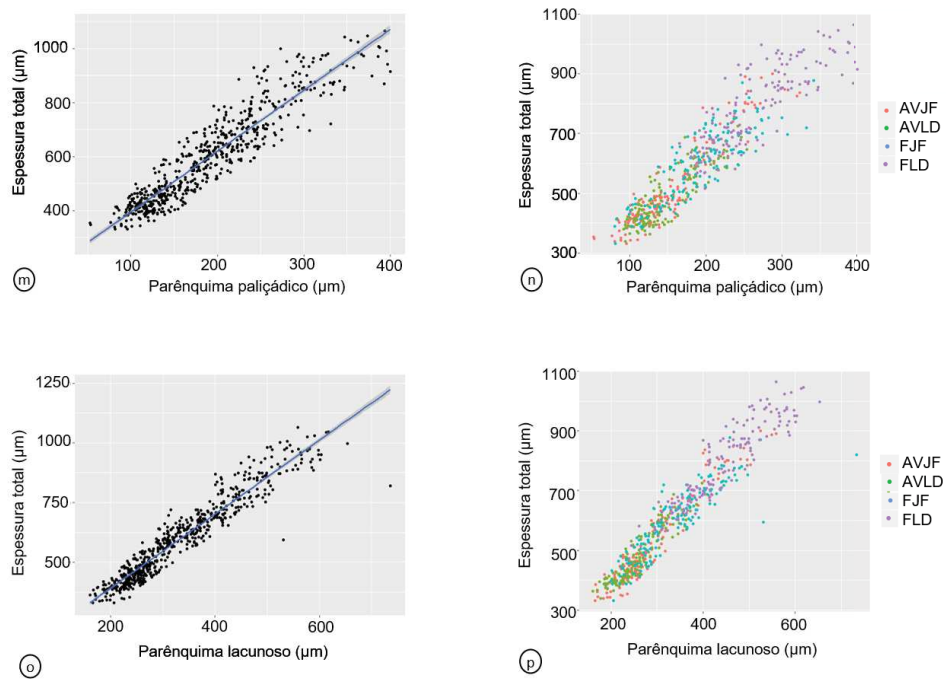 1000
800
600
400
Espessura total (µm)
100
200
300
400
Parênquima paliçádico (µm)
m
1100
900
700
500
300
Espessura total (µm)
100
200
300
400
Parênquima paliçádico (µm)
n
AVJF
AVLD
FJF
FLD
1250
1000
750
500
Espessura total (µm)
200
400
600
Parênquima lacunoso (µm)
o
1100
900
700
500
300
Espessura total (µm)
200
400
600
Parênquima lacunoso (µm)
p
AVJF
AVLD
FJF
FLD